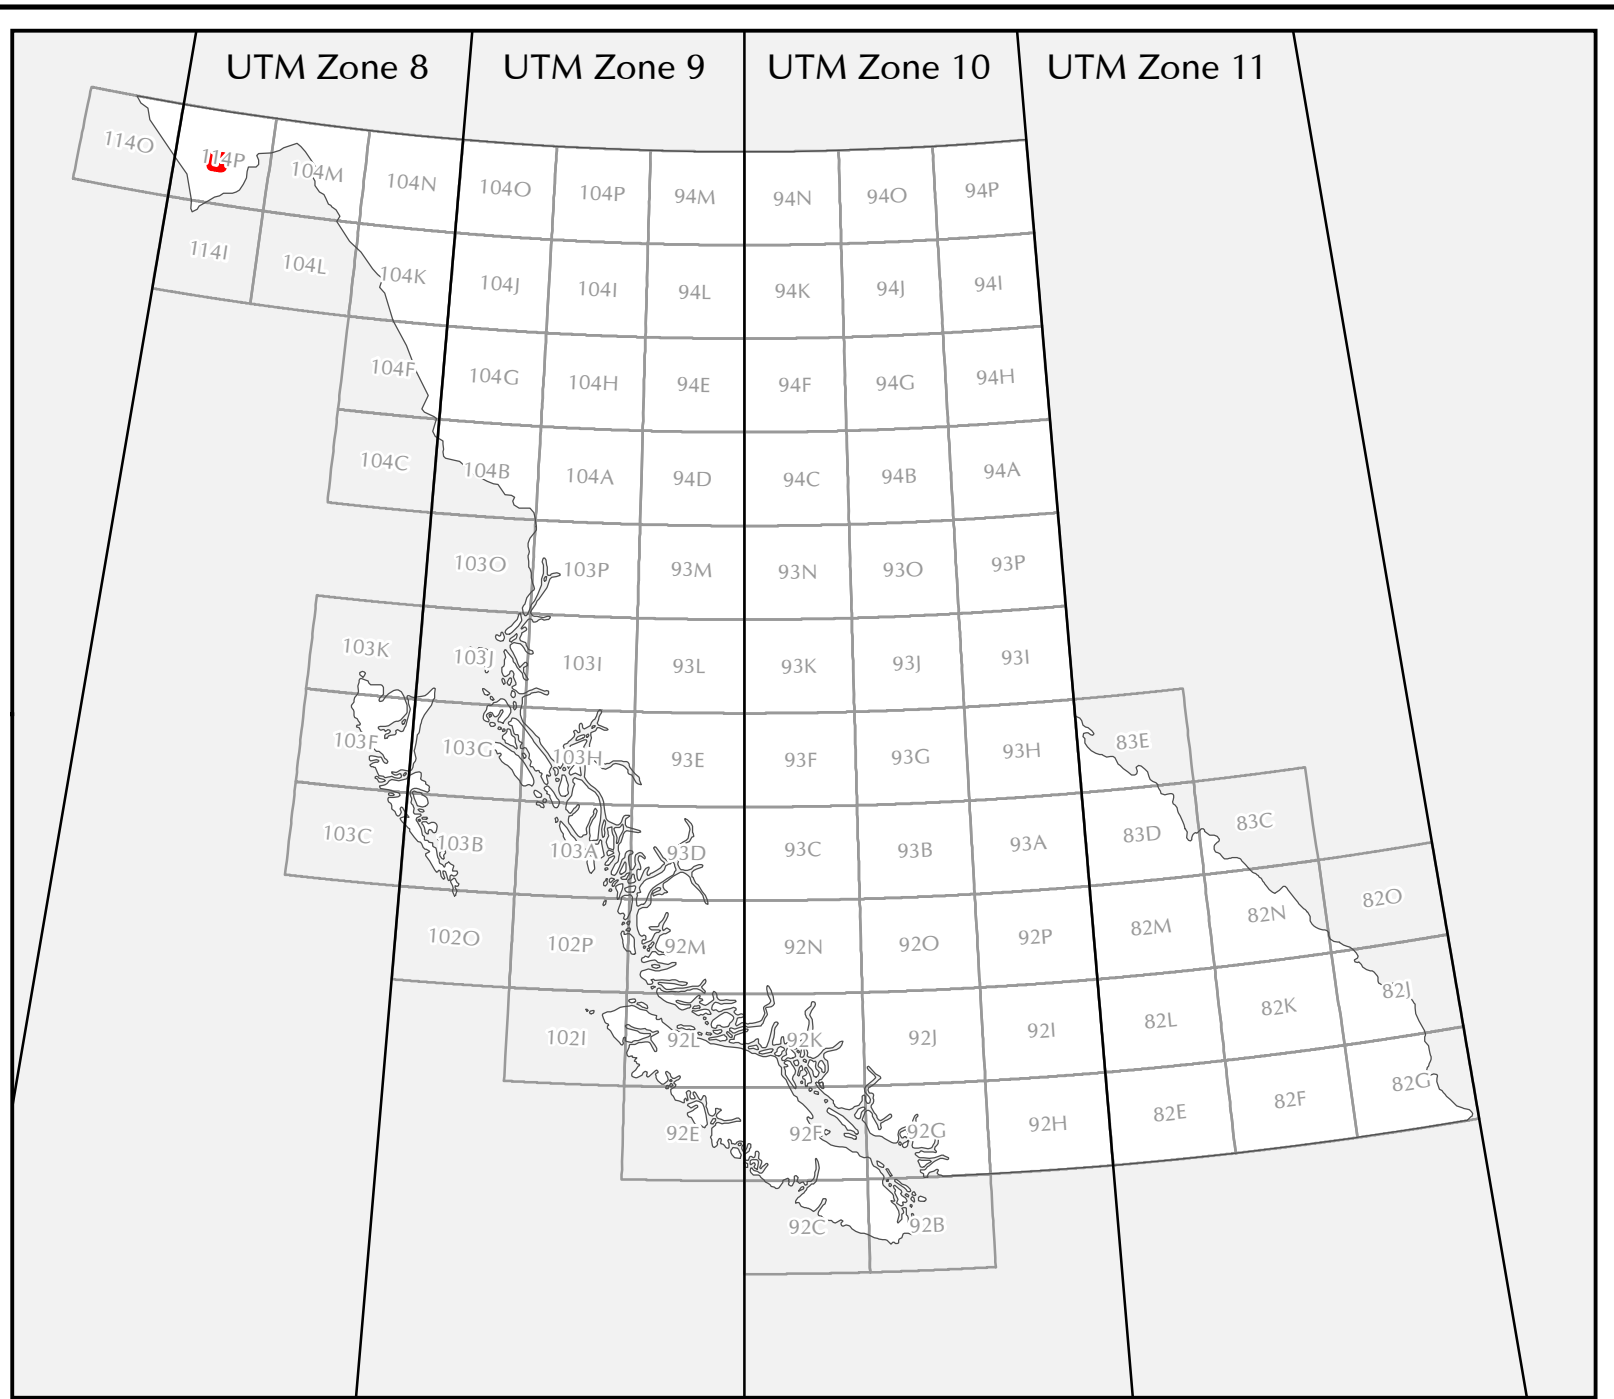 UTM Zone 8 UTM Zone 9 UTM Zone 10 UTM Zone 11
114O 114P 104M 104N 104O 104P 94M 94N 94O 94P
114I 104L 104K 104J 104I 94L 94K 94J 94I
104F 104G 104H 94E 94F 94G 94H
104C 104B 104A 94D 94C 94B 94A
103O 103P 93M 93N 93O 93P
103K 103J 103I 93L 93K 93J 93I
103F 103G 103H 93E 93F 93G 93H 83E
103C 103B 103A 93D 93C 93B 93A 83D 83C
102O 102P 92M 92N 92O 92P 82M 82N 82O
102I 92L 92K 92J 92I 82L 82K 82J
92E 92F 92G 92H 82E 82F 82G
92C 92B